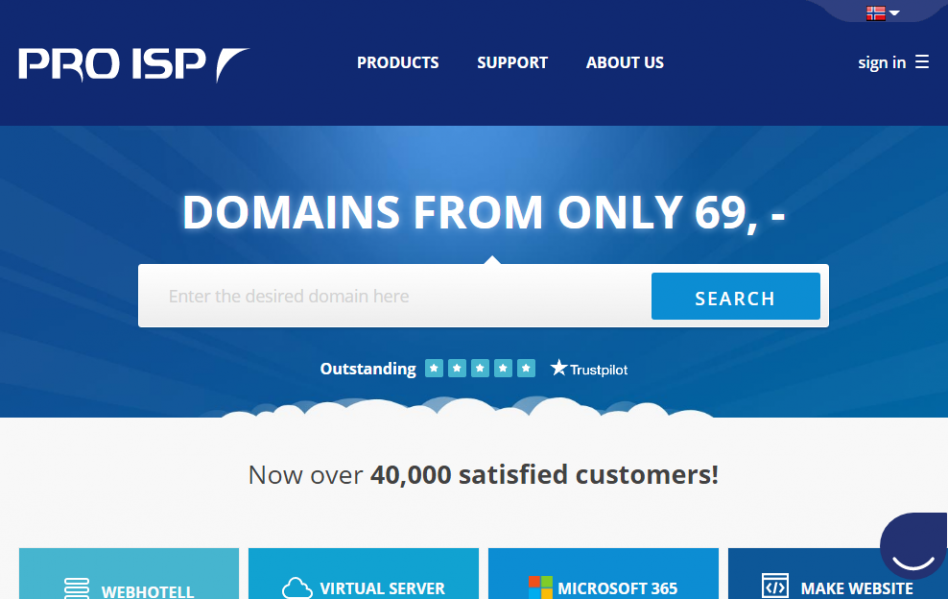 PRO ISP
PRODUCTS SUPPORT ABOUT US
sign in
DOMAINS FROM ONLY 69, -
Enter the desired domain here
SEARCH
Outstanding Trustpilot
Now over 40,000 satisfied customers!
WEBHOTELL VIRTUAL SERVER MICROSOFT 365 MAKE WEBSITE